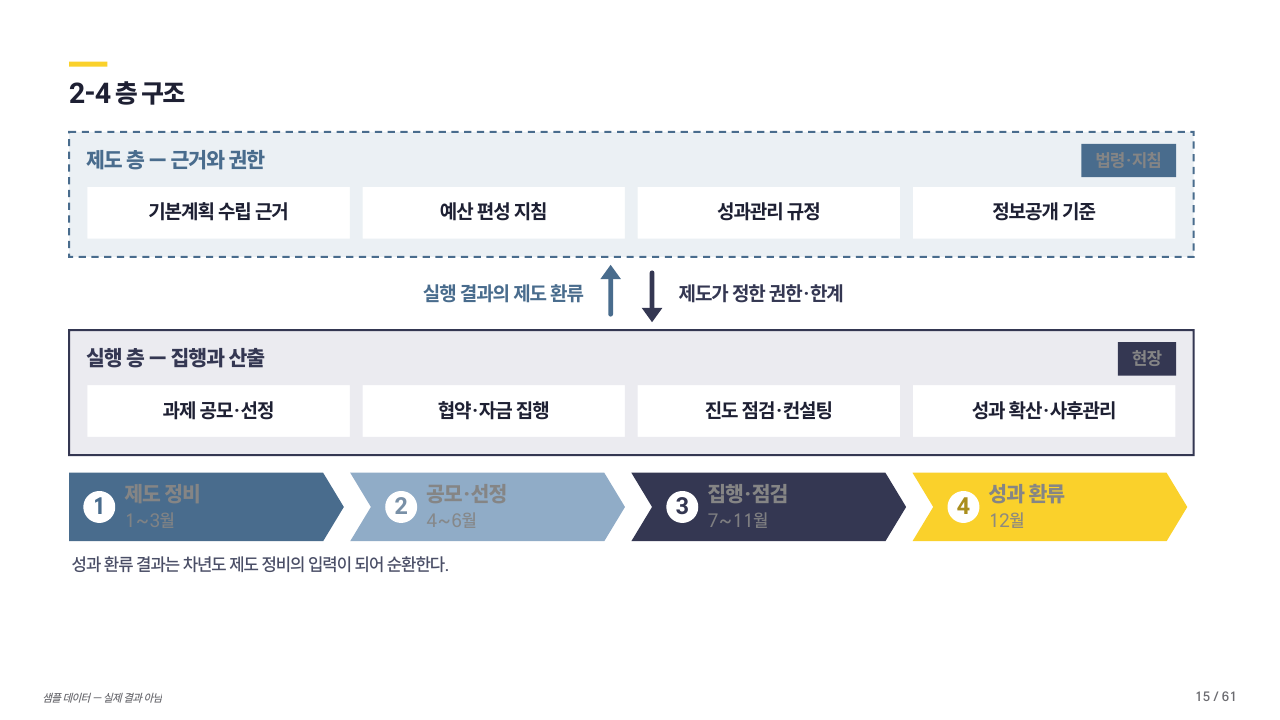 2-4 층 구조
제도 층 — 근거와 권한
법령·지침
기본계획 수립 근거
예산 편성 지침
성과관리 규정
정보공개 기준
실행 결과의 제도 환류
제도가 정한 권한·한계
실행 층 — 집행과 산출
현장
과제 공모·선정
협약·자금 집행
진도 점검·컨설팅
성과 확산·사후관리
1
제도 정비
1~3월
2
공모·선정
4~6월
3
집행·점검
7~11월
4
성과 환류
12월
성과 환류 결과는 차년도 제도 정비의 입력이 되어 순환한다.
샘플 데이터 — 실제 결과 아님
15 / 61